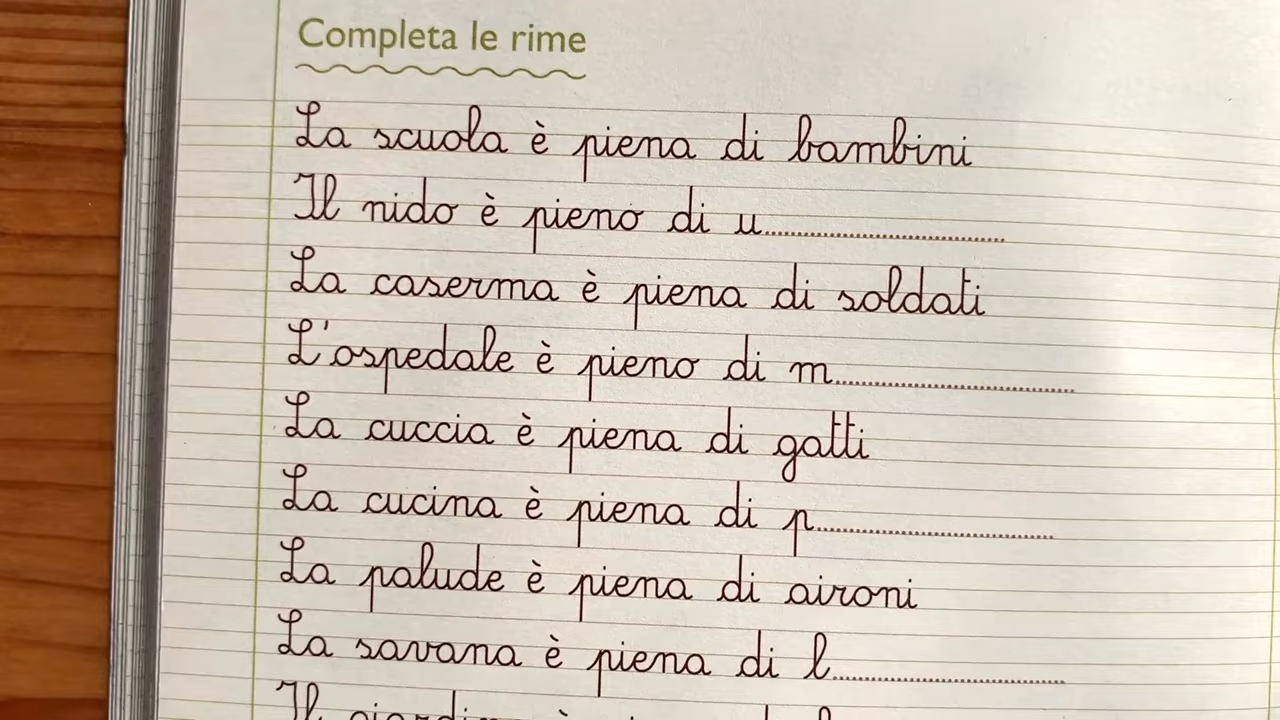 Completa le rime
La scuola è piena di bambini
Il nido è pieno di u........................
La caserma è piena di soldati
L'ospedale è pieno di m........................
La cuccia è piena di gatti
La cucina è piena di p........................
La palude è piena di aironi
La savana è piena di l........................
Il